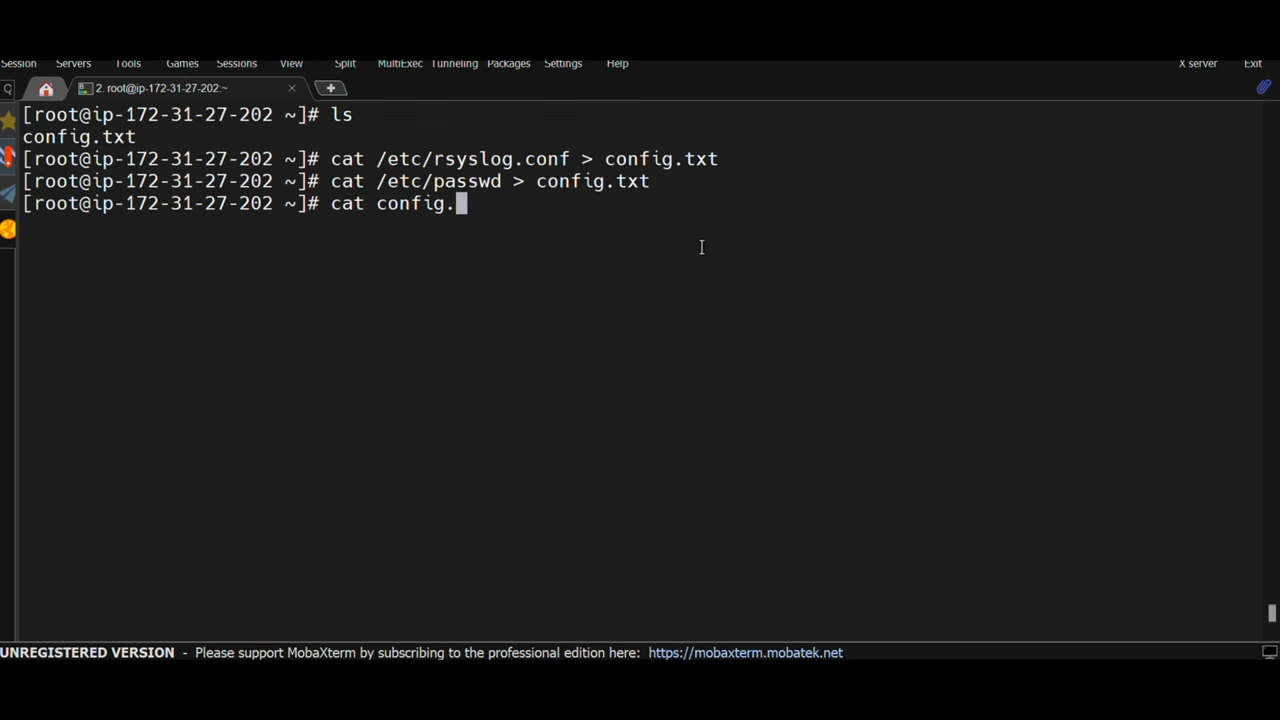 Session Servers Tools Games Sessions View Split MultiExec Tunneling Packages Settings Help X server Exit
2. root@ip-172-31-27-202:~
[root@ip-172-31-27-202 ~]# ls
config.txt
[root@ip-172-31-27-202 ~]# cat /etc/rsyslog.conf > config.txt
[root@ip-172-31-27-202 ~]# cat /etc/passwd > config.txt
[root@ip-172-31-27-202 ~]# cat config.
UNREGISTERED VERSION - Please support MobaXterm by subscribing to the professional edition here: https://mobaxterm.mobatek.net